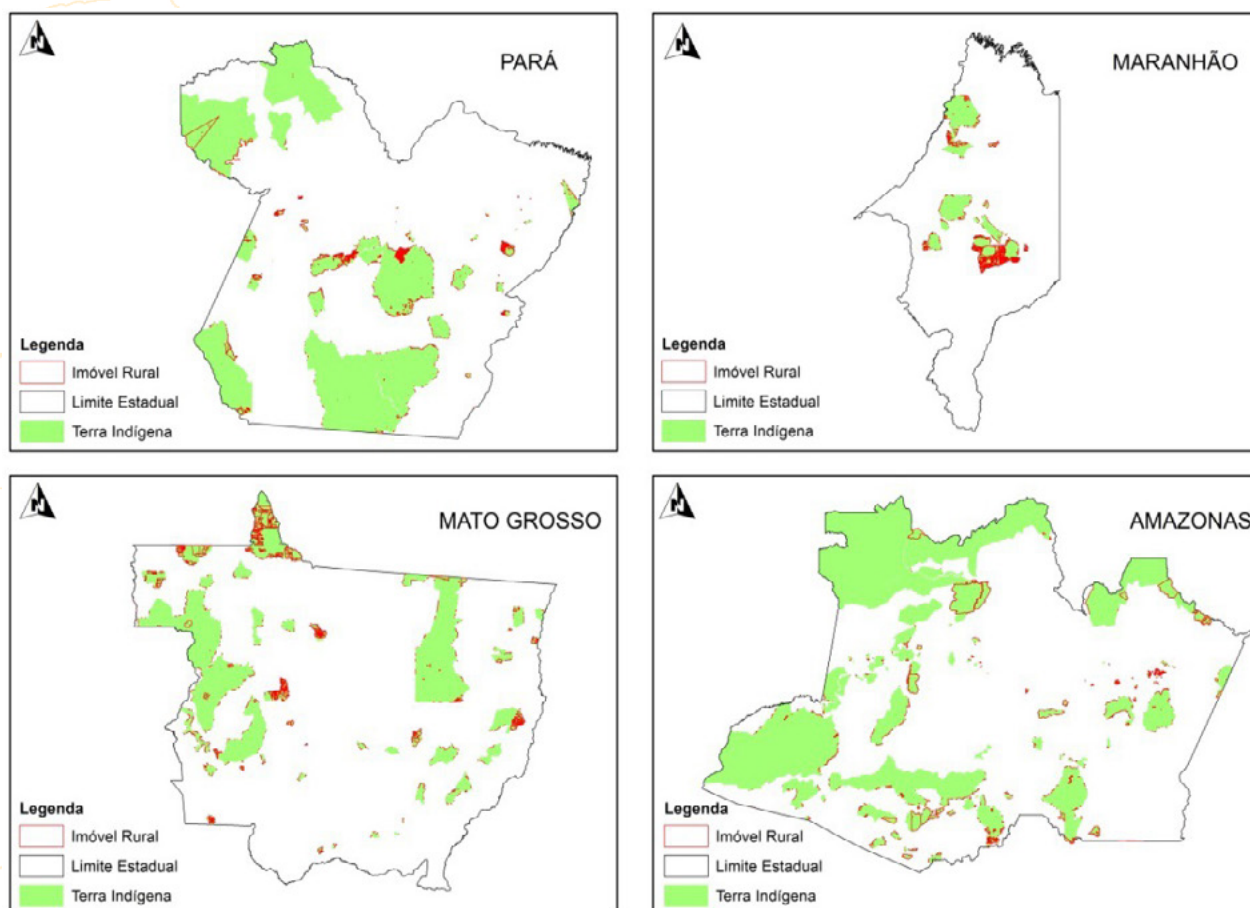 N
PARÁ
Legenda
Imóvel Rural
Limite Estadual
Terra Indígena
N
MARANHÃO
Legenda
Imóvel Rural
Limite Estadual
Terra Indígena
N
MATO GROSSO
Legenda
Imóvel Rural
Limite Estadual
Terra Indígena
N
AMAZONAS
Legenda
Imóvel Rural
Limite Estadual
Terra Indígena